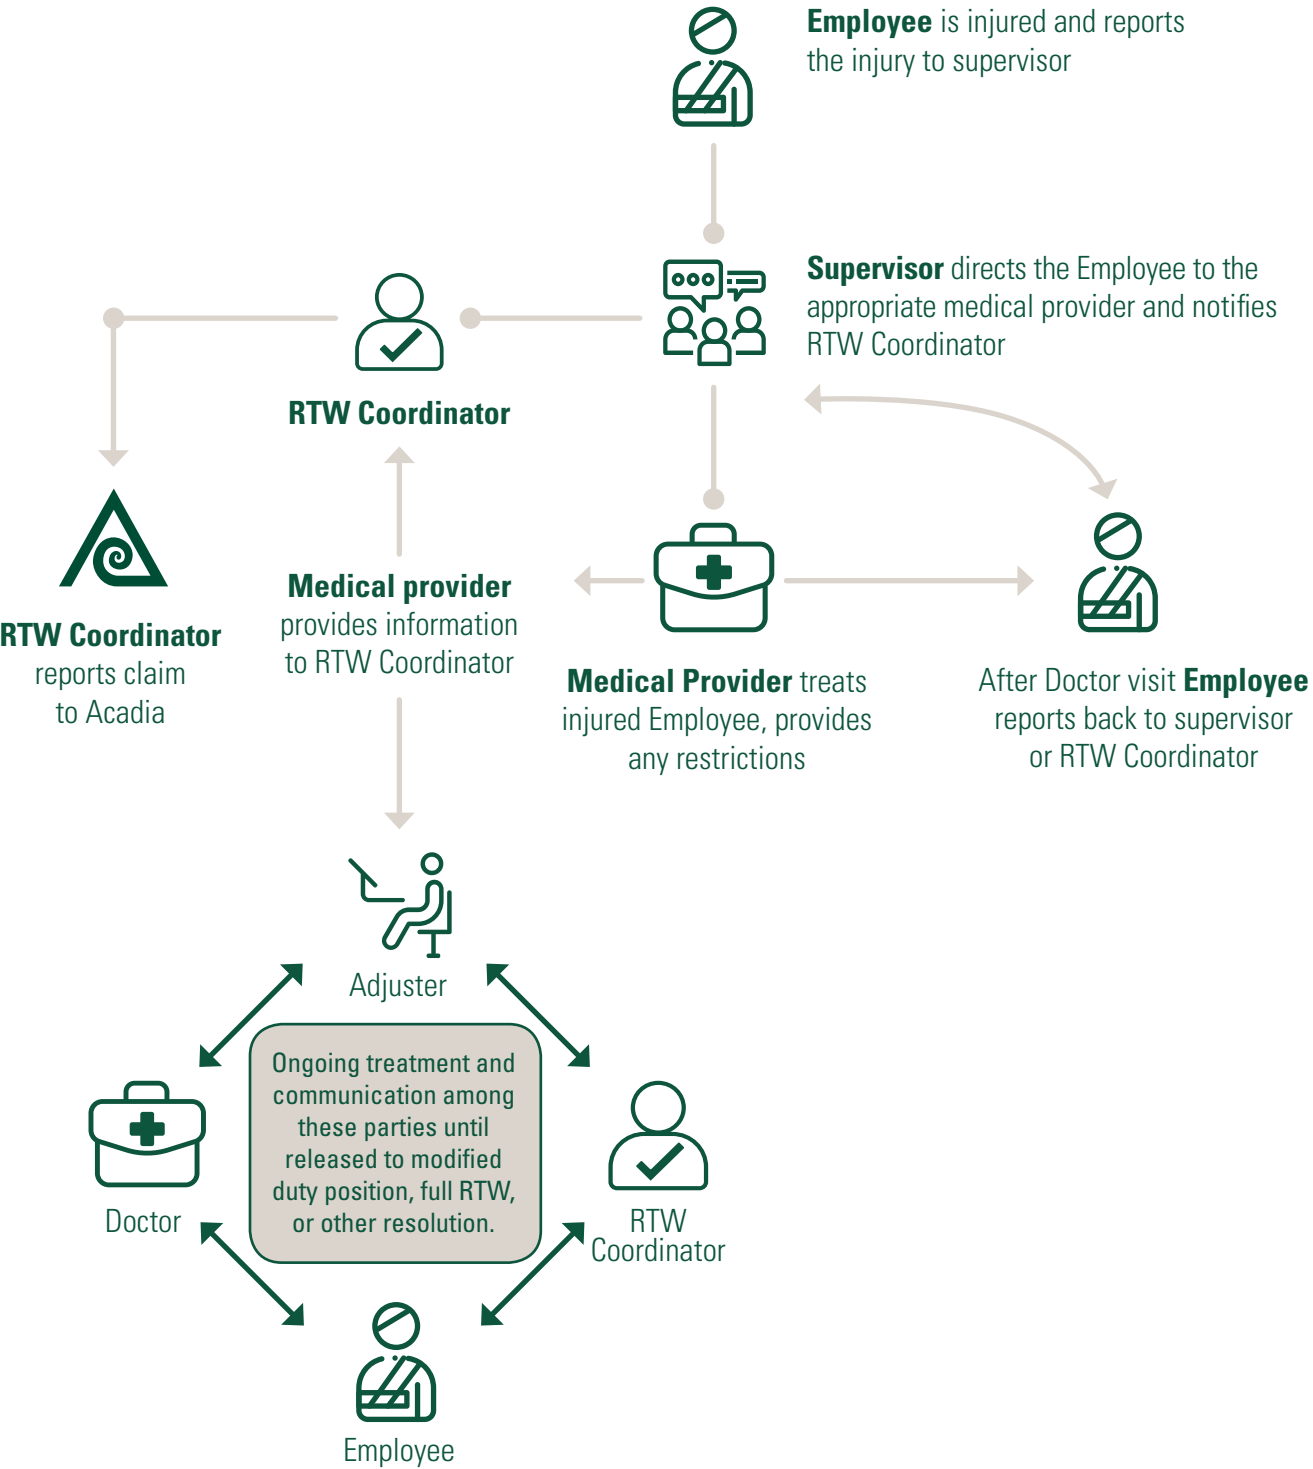 Employee is injured and reports
the injury to supervisor
Supervisor directs the Employee to the
appropriate medical provider and notifies
RTW Coordinator
RTW Coordinator
RTW Coordinator
reports claim
to Acadia
Medical provider
provides information
to RTW Coordinator
Medical Provider treats
injured Employee, provides
any restrictions
After Doctor visit Employee
reports back to supervisor
or RTW Coordinator
Adjuster
Ongoing treatment and
communication among
these parties until
released to modified
duty position, full RTW,
or other resolution.
Doctor
RTW
Coordinator
Employee